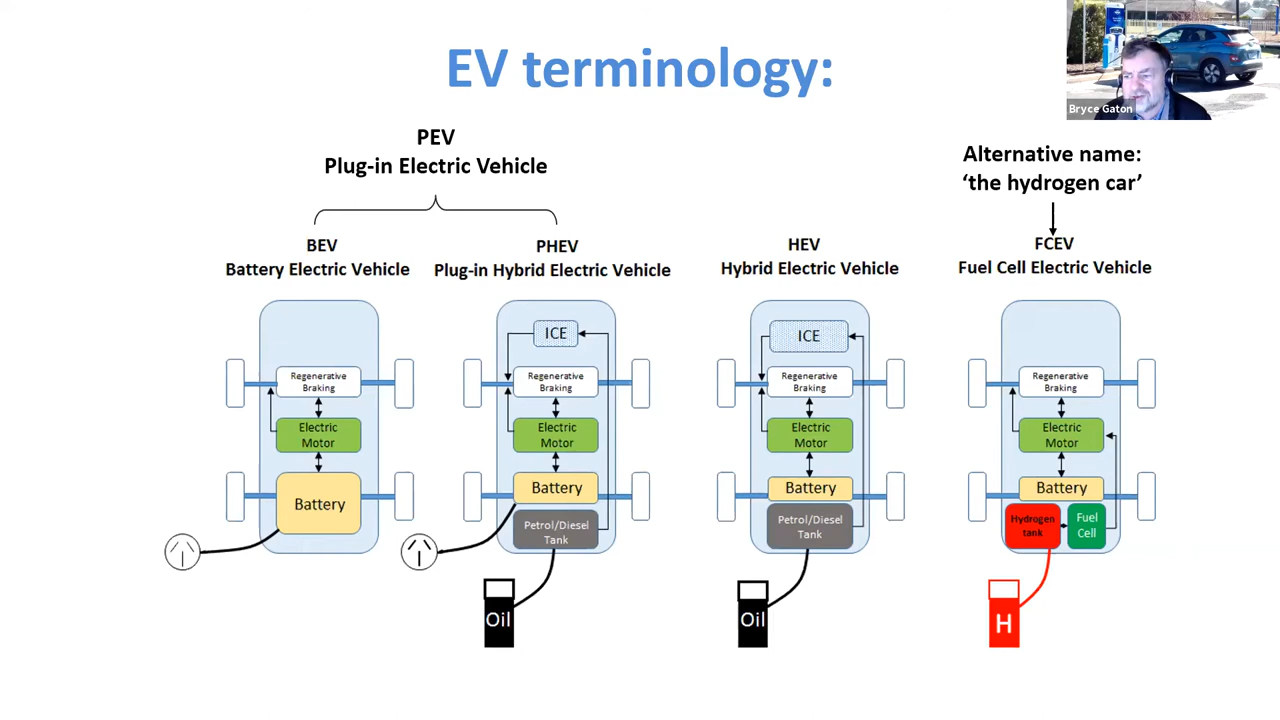 EV terminology:
Bryce Gaton
PEV
Plug-in Electric Vehicle
Alternative name:
‘the hydrogen car’
BEV
Battery Electric Vehicle
PHEV
Plug-in Hybrid Electric Vehicle
HEV
Hybrid Electric Vehicle
FCEV
Fuel Cell Electric Vehicle
Regenerative
Braking
Electric
Motor
Battery
ICE
Regenerative
Braking
Electric
Motor
Battery
Petrol/Diesel
Tank
Oil
ICE
Regenerative
Braking
Electric
Motor
Battery
Petrol/Diesel
Tank
Oil
Regenerative
Braking
Electric
Motor
Battery
Hydrogen
tank
Fuel
Cell
H